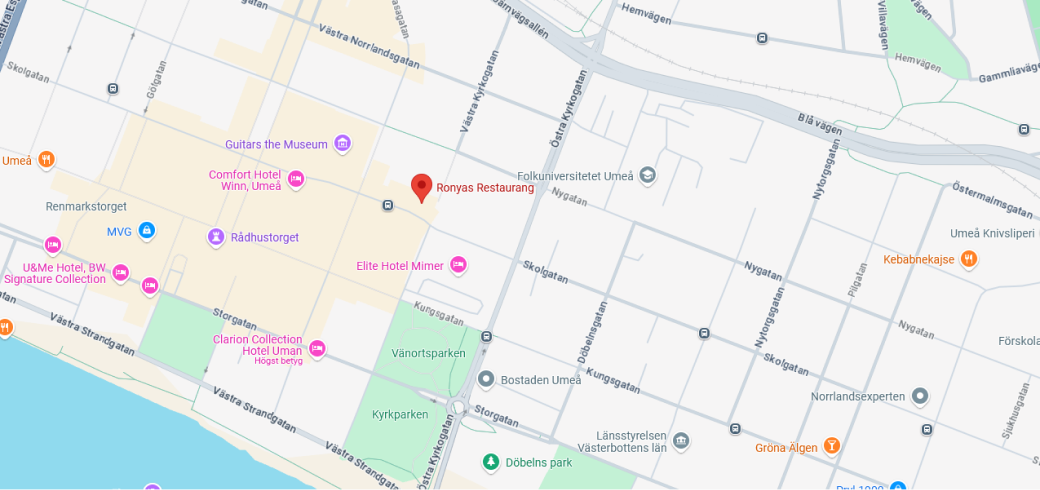 Västra Norrlandsgatan
Hemvägen
Villavägen
Hemvägen
Gammliaväge
Skolgatan
Götgatan
Västra Kyrkogatan
Östra Kyrkogatan
Blå vägen
Guitars the Museum
Umeå
Comfort Hotel
Winn, Umeå
Ronyas Restaurang
Folkuniversitetet Umeå
Nygatan
Nytorgsgatan
Östermalmsgatan
Renmarkstorget
MVG
Rådhustorget
Umeå Knivsliperi
Kebabnekajse
U&Me Hotel, BW
Signature Collection
Elite Hotel Mimer
Skolgatan
Nygatan
Pilgatan
Storgatan
Kungsgatan
Västra Strandgatan
Clarion Collection
Hotel Uman
Högst betyg
Vänortsparken
Döbelnsgatan
Nytorgsgatan
Nygatan
Förskola
Skolgatan
Bostaden Umeå
Kungsgatan
Norrlandsexperten
Västra Strandgatan
Kyrkparken
Storgatan
Sjukhusgatan
Länsstyrelsen
Västerbottens län
Gröna Älgen
Västra Strandgatan
Östra Kyrkogatan
Döbelns park